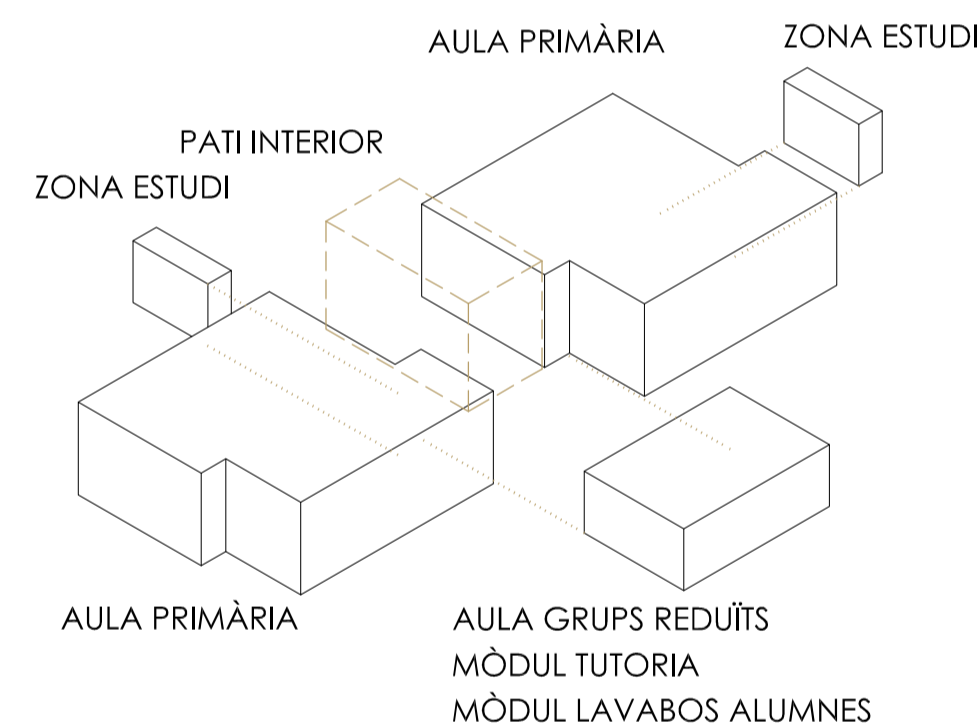 AULA PRIMÀRIA
ZONA ESTUDI
PATI INTERIOR
ZONA ESTUDI
AULA PRIMÀRIA
AULA GRUPS REDUÏTS
MÒDUL TUTORIA
MÒDUL LAVABOS ALUMNES